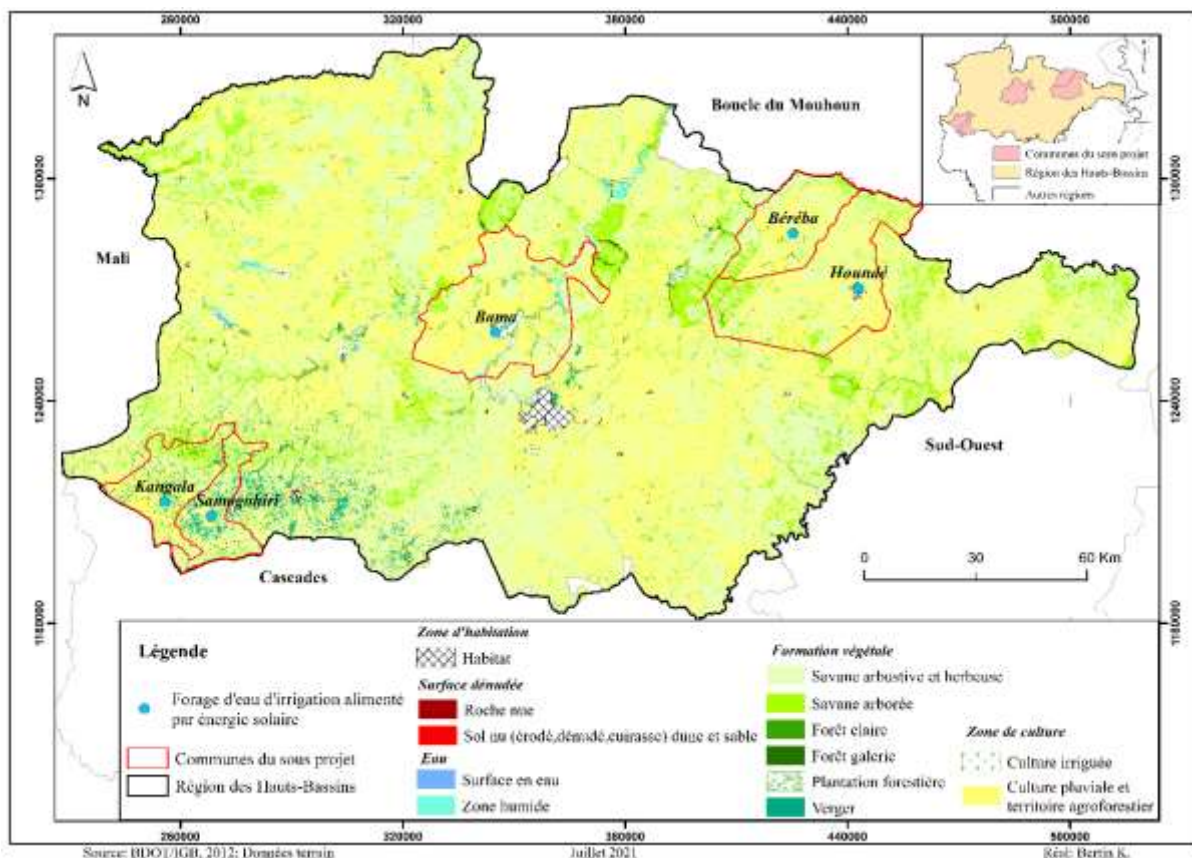 260000 320000 380000 440000 500000
N
Boucle du Mouhoun
Communes du sous projet
Région des Hauts-Bassins
Autres régions
1300000
1300000
Béréba
Mali
Houndé
Bama
1240000
1240000
Sud-Ouest
Kangala
Samogohiri
Cascades
0 30 60 Km
1180000
1180000
Légende
Forage d'eau d'irrigation alimenté
par énergie solaire
Communes du sous projet
Région des Hauts-Bassins
Zone d'habitation
Habitat
Surface dénudée
Roche nue
Sol nu (érodé,dénudé,cuirasse) dune et sable
Eau
Surface en eau
Zone humide
Formation végétale
Savane arbustive et herbeuse
Savane arborée
Forêt claire
Forêt galerie
Plantation forestière
Verger
Zone de culture
Culture irriguée
Culture pluviale et
territoire agroforestier
260000 320000 380000 440000 500000
Source: BDOT/IGB, 2012; Données terrain Juillet 2021 Réal: Bertin K.